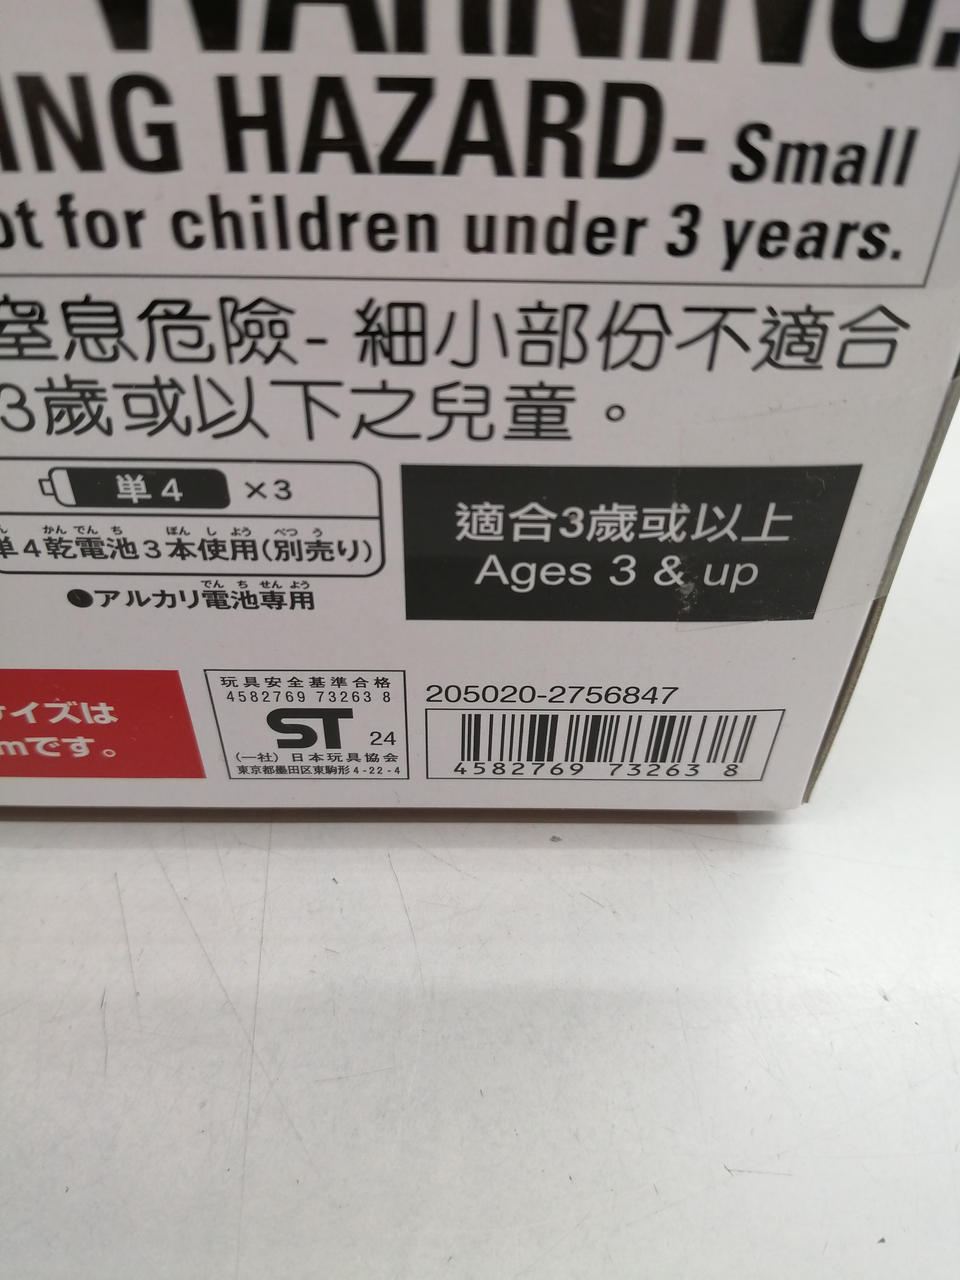 WARNING:
ING HAZARD- Small
for children under 3 years.
窒息危險- 細小部份不適合
3歲或以下之兒童。
単4 ×3
単4乾電池3本使用(別売り)
●アルカリ電池専用
適合3歲或以上
Ages 3 & up
サイズは
mです。
玩具安全基準合格
4582769 73263 8
ST 24
(一社) 日本玩具協会
東京都墨田区東駒形4-22-4
205020-2756847
4582769 73263 8